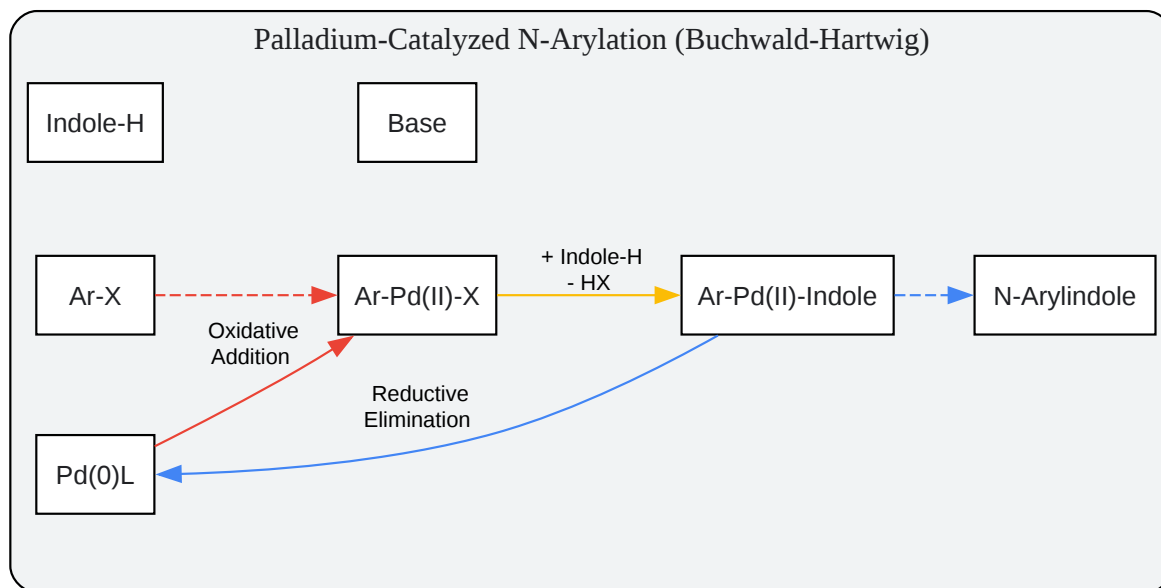 Palladium-Catalyzed N-Arylation (Buchwald-Hartwig)
Indole-H
Base
Ar-X
Oxidative
Addition
Ar-Pd(II)-X
+ Indole-H
- HX
Ar-Pd(II)-Indole
N-Arylindole
Reductive
Elimination
Pd(0)L